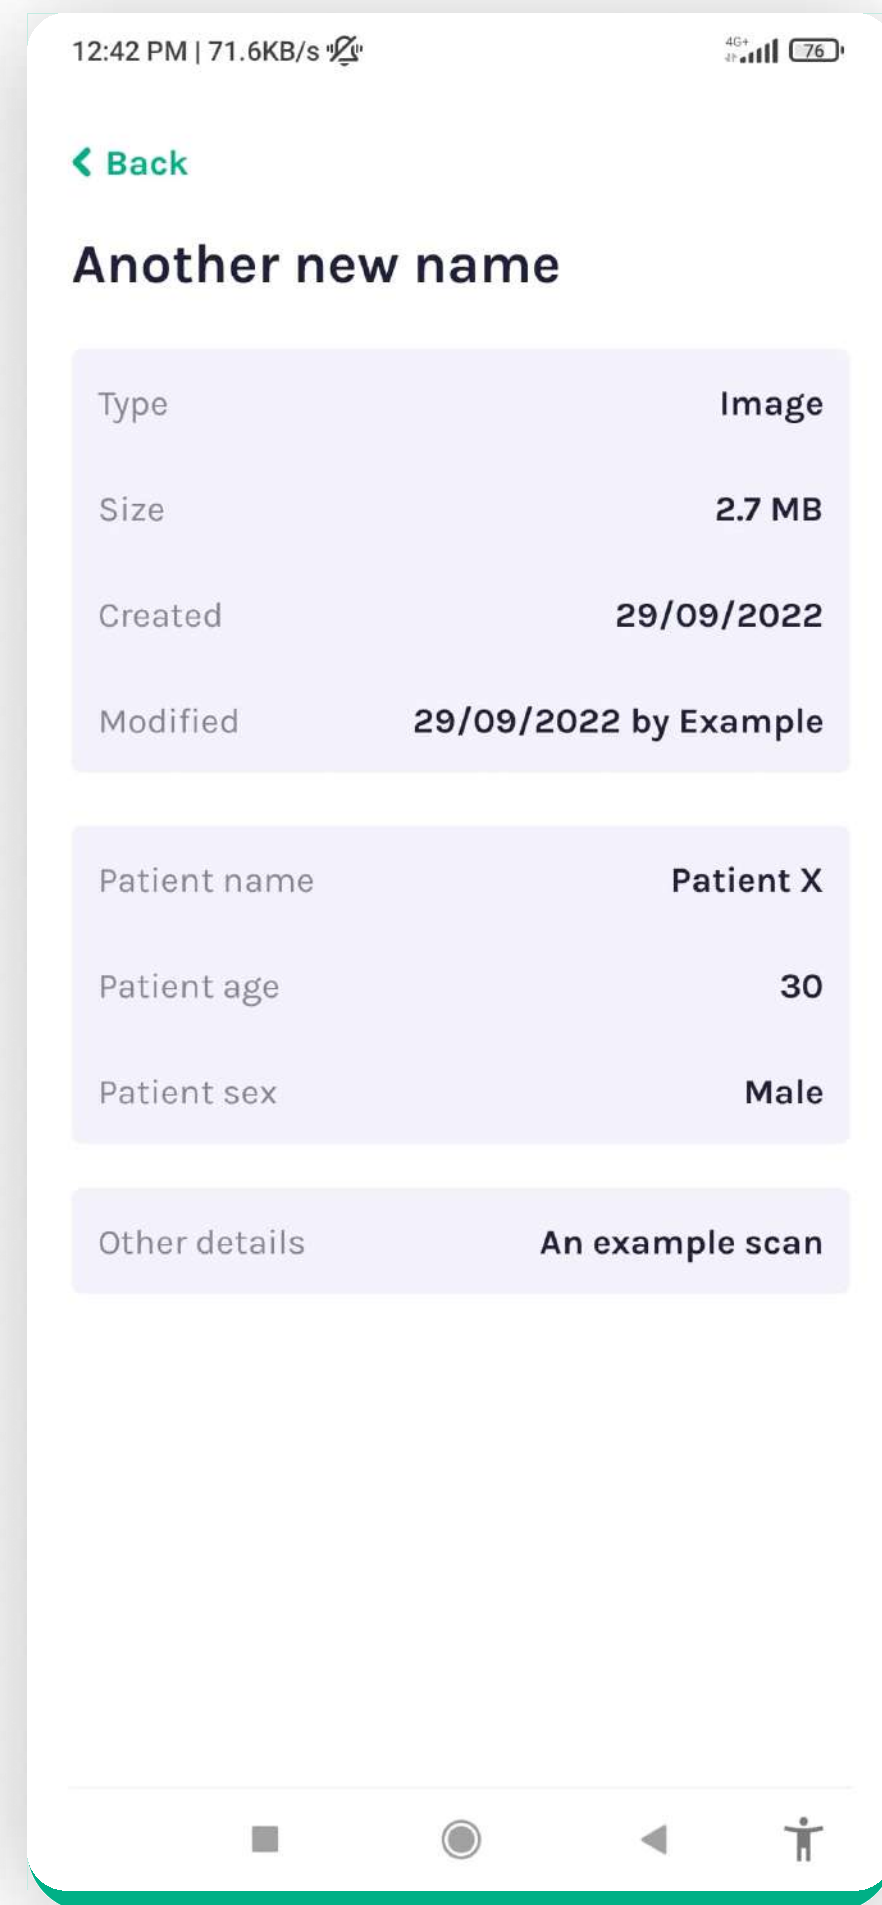 12:42 PM | 71.6KB/s
4G+
76
Back
Another new name
Type Image
Size 2.7 MB
Created 29/09/2022
Modified 29/09/2022 by Example
Patient name Patient X
Patient age 30
Patient sex Male
Other details An example scan